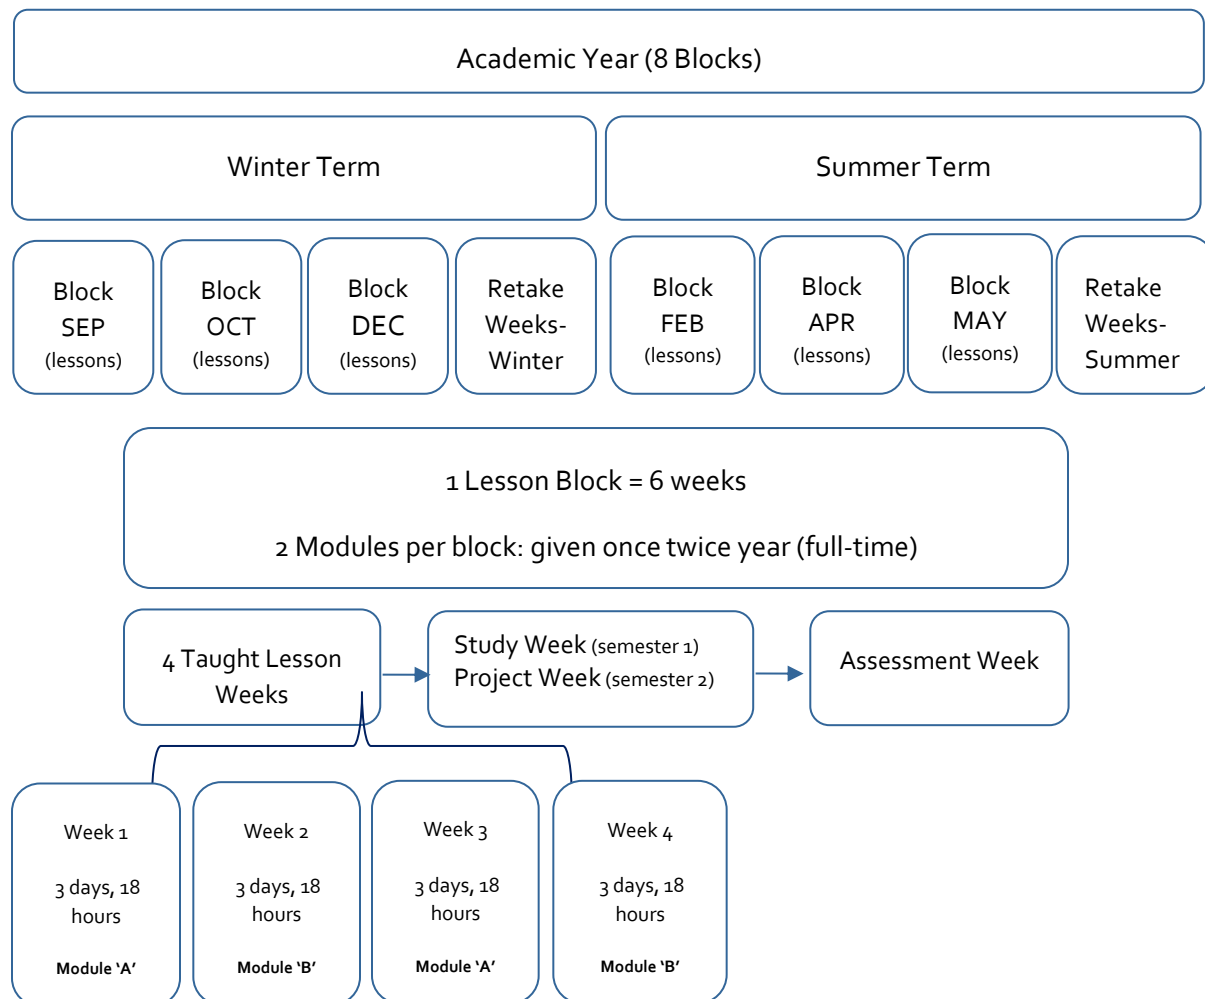 Academic Year (8 Blocks)
Winter Term
Summer Term
Block
SEP
(lessons)
Block
OCT
(lessons)
Block
DEC
(lessons)
Retake
Weeks-
Winter
Block
FEB
(lessons)
Block
APR
(lessons)
Block
MAY
(lessons)
Retake
Weeks-
Summer
1 Lesson Block = 6 weeks
2 Modules per block: given once twice year (full-time)
4 Taught Lesson
Weeks
Study Week (semester 1)
Project Week (semester 2)
Assessment Week
Week 1
3 days, 18
hours
Module ‘A’
Week 2
3 days, 18
hours
Module ‘B’
Week 3
3 days, 18
hours
Module ‘A’
Week 4
3 days, 18
hours
Module ‘B’